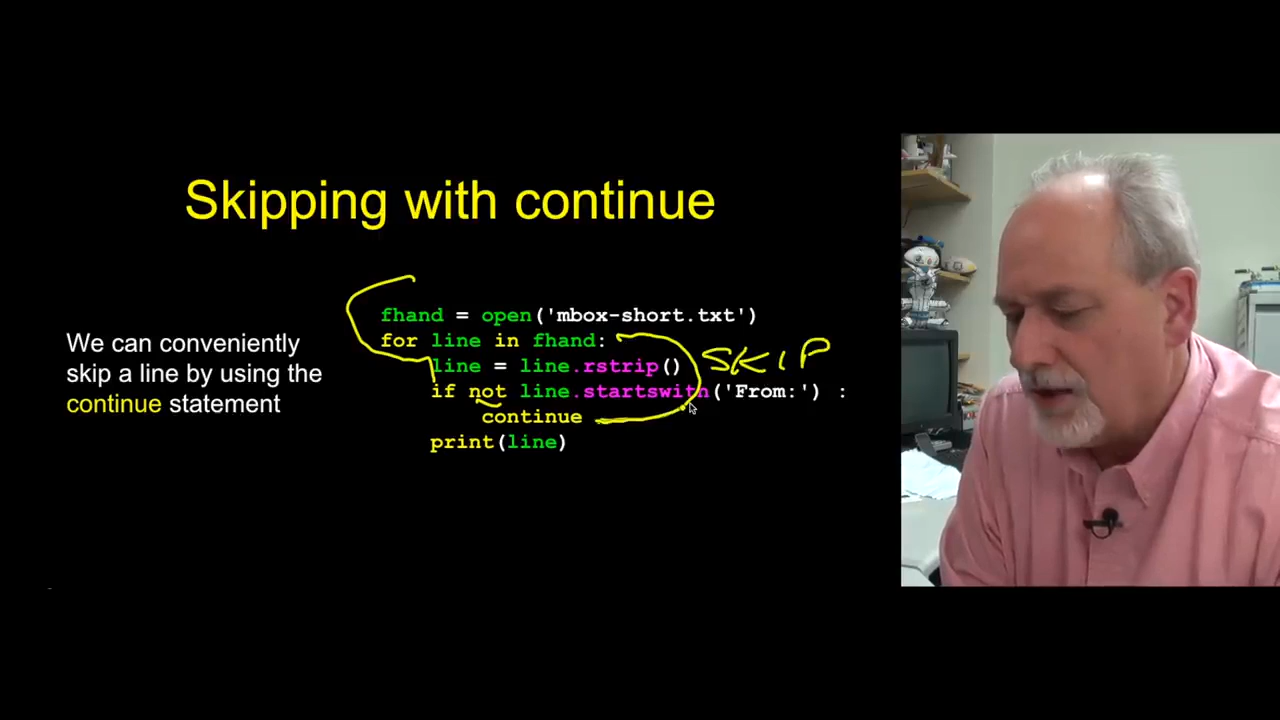 Skipping with continue
We can conveniently
skip a line by using the
continue statement
fhand = open('mbox-short.txt')
for line in fhand:
    line = line.rstrip()
    if not line.startswith('From:') :
        continue
    print(line)
SKIP